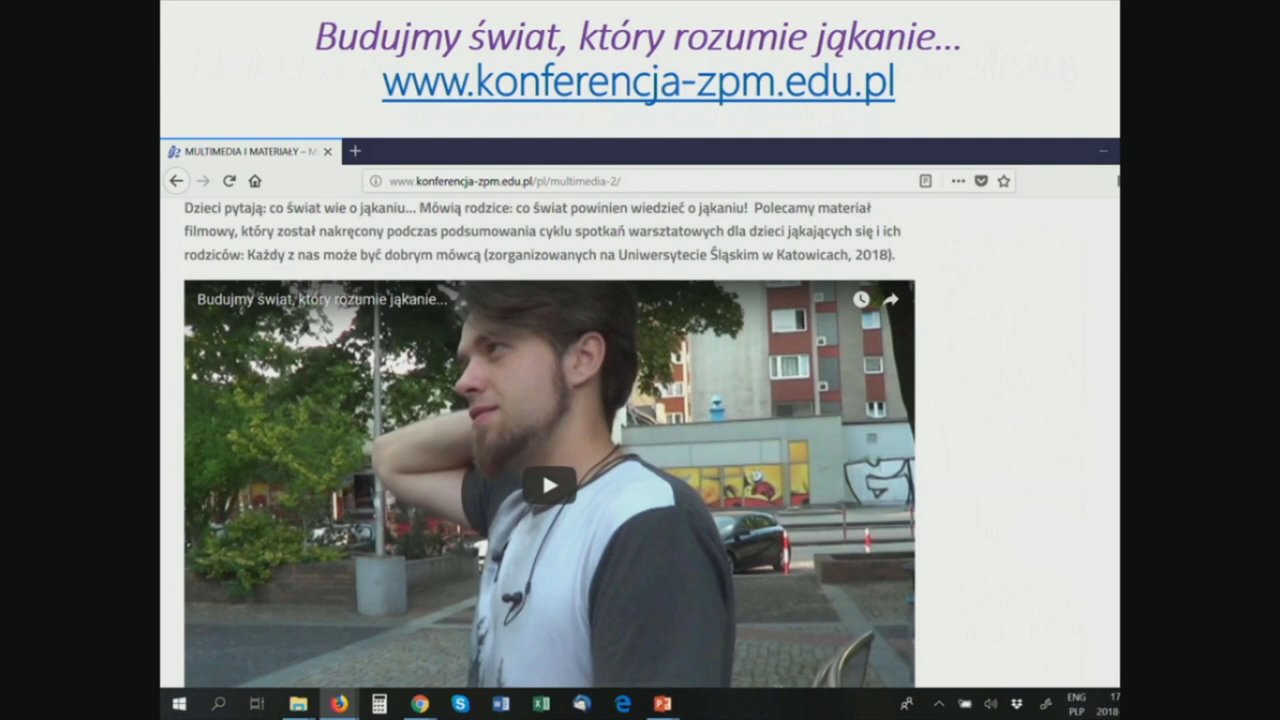 Budujmy świat, który rozumie jąkanie...
www.konferencja-zpm.edu.pl
MULTIMEDIA I MATERIAŁY –
www.konferencja-zpm.edu.pl/pl/multimedia-2/
Dzieci pytają: co świat wie o jąkaniu... Mówią rodzice: co świat powinien wiedzieć o jąkaniu! Polecamy materiał
filmowy, który został nakręcony podczas podsumowania cyklu spotkań warsztatowych dla dzieci jąkających się i ich
rodziców: Każdy z nas może być dobrym mówcą (zorganizowanych na Uniwersytecie Śląskim w Katowicach, 2018).
Budujmy świat, który rozumie jąkanie...
ENG 17
PLP 2018-